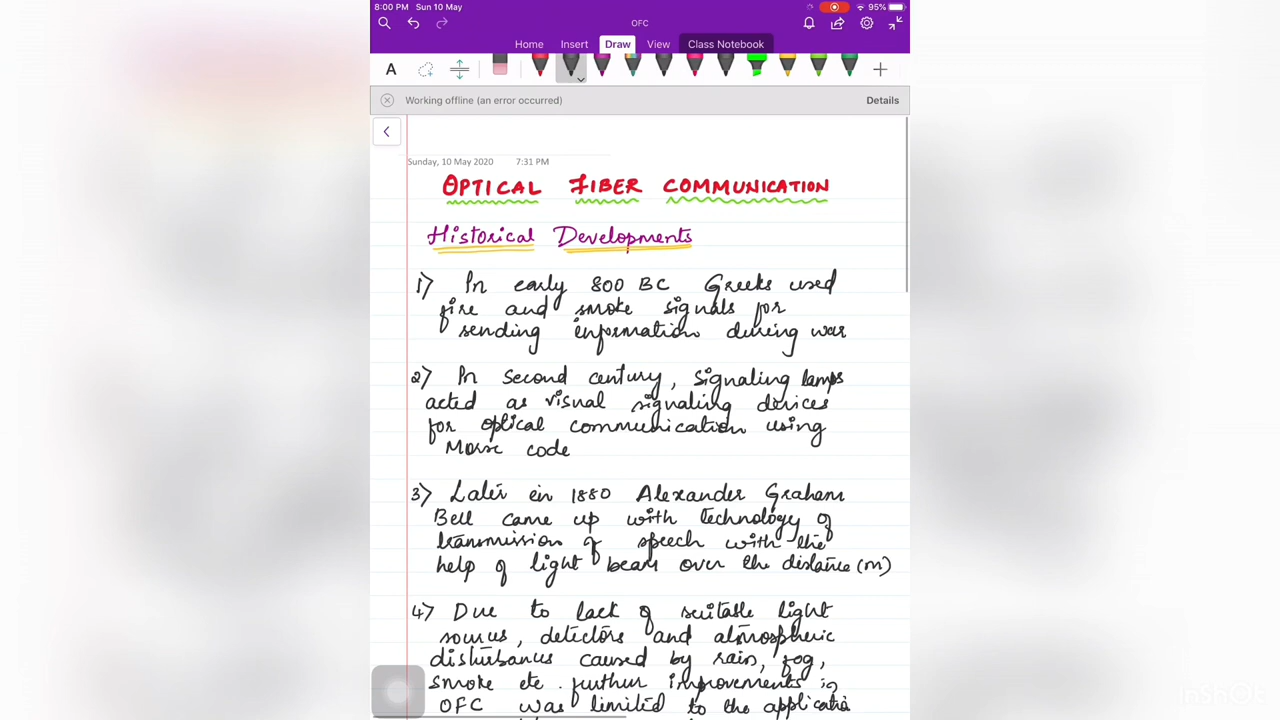 8:00 PM Sun 10 May
95%
OFC
Home Insert Draw View Class Notebook
A
Working offline (an error occurred) Details
Sunday, 10 May 2020 7:31 PM
OPTICAL FIBER COMMUNICATION
Historical Developments
1) In early 800 BC Greeks used
fire and smoke signals for
sending information during war
2) In second century, signaling lamps
acted as visual signaling devices
for optical communication using
Morse code
3) Later in 1880 Alexander Graham
Bell came up with technology of
transmission of speech with the
help of light beam over the distance (m)
4) Due to lack of suitable light
sources, detectors and atmospheric
disturbances caused by rain, fog,
smoke etc. further improvements in
OFC was limited to the applicatio
InShOt